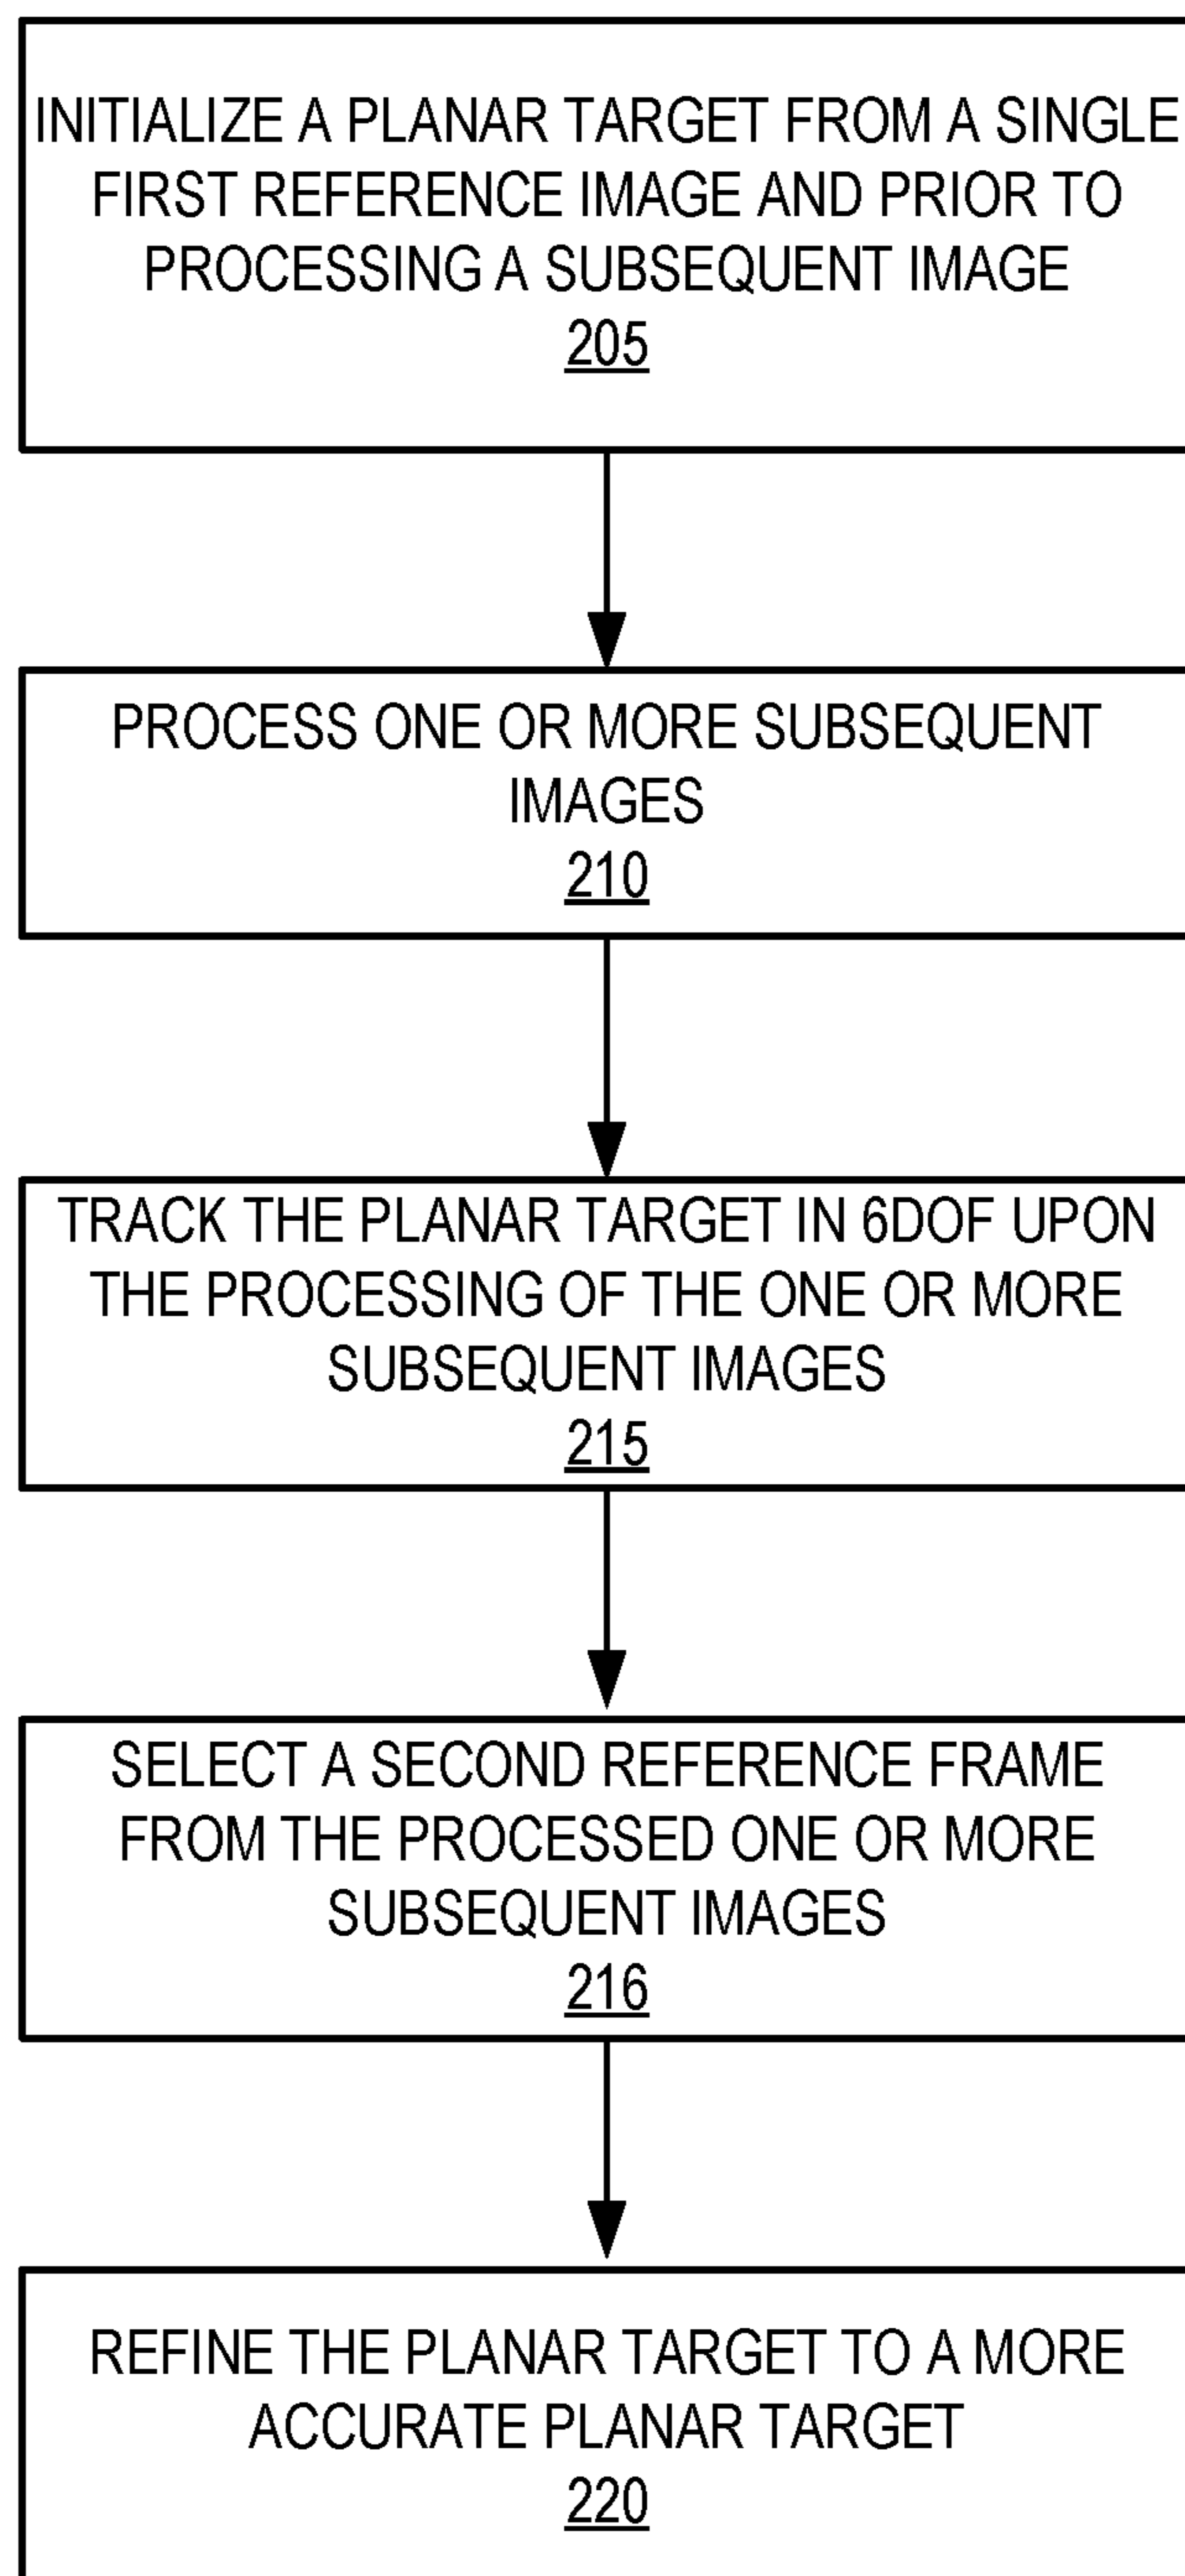 INITIALIZE A PLANAR TARGET FROM A SINGLE
FIRST REFERENCE IMAGE AND PRIOR TO
PROCESSING A SUBSEQUENT IMAGE
205
PROCESS ONE OR MORE SUBSEQUENT
IMAGES
210
TRACK THE PLANAR TARGET IN 6DOF UPON
THE PROCESSING OF THE ONE OR MORE
SUBSEQUENT IMAGES
215
SELECT A SECOND REFERENCE FRAME
FROM THE PROCESSED ONE OR MORE
SUBSEQUENT IMAGES
216
REFINE THE PLANAR TARGET TO A MORE
ACCURATE PLANAR TARGET
220